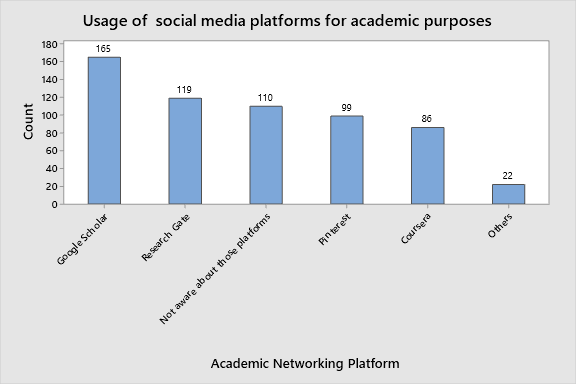 Usage of social media platforms for academic purposes
180
160
140
120
100
80
60
40
20
0
Count
165
119
110
99
86
22
Google Scholar
Research Gate
Not aware about those platforms
Pinterest
Coursera
Others
Academic Networking Platform